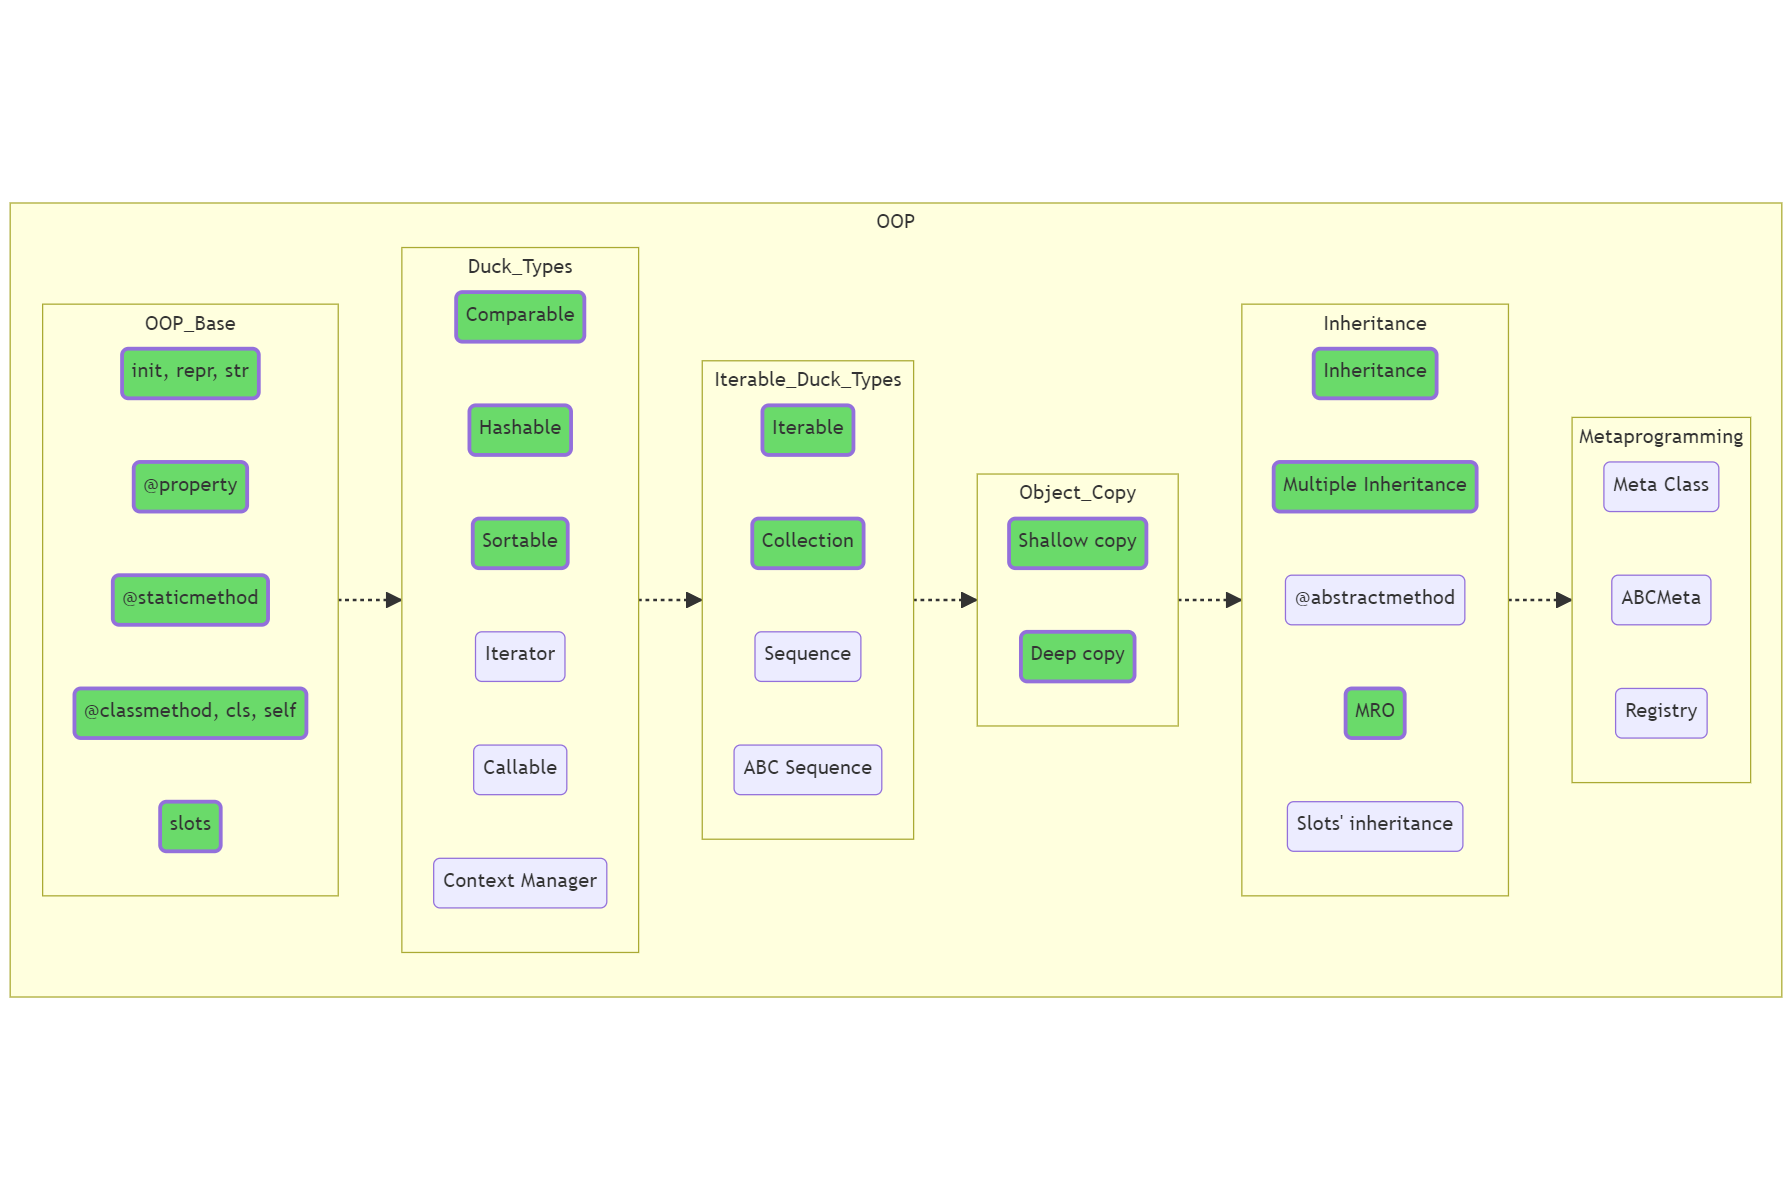 OOP
OOP_Base
init, repr, str
@property
@staticmethod
@classmethod, cls, self
slots
Duck_Types
Comparable
Hashable
Sortable
Iterator
Callable
Context Manager
Iterable_Duck_Types
Iterable
Collection
Sequence
ABC Sequence
Object_Copy
Shallow copy
Deep copy
Inheritance
Inheritance
Multiple Inheritance
@abstractmethod
MRO
Slots' inheritance
Metaprogramming
Meta Class
ABCMeta
Registry